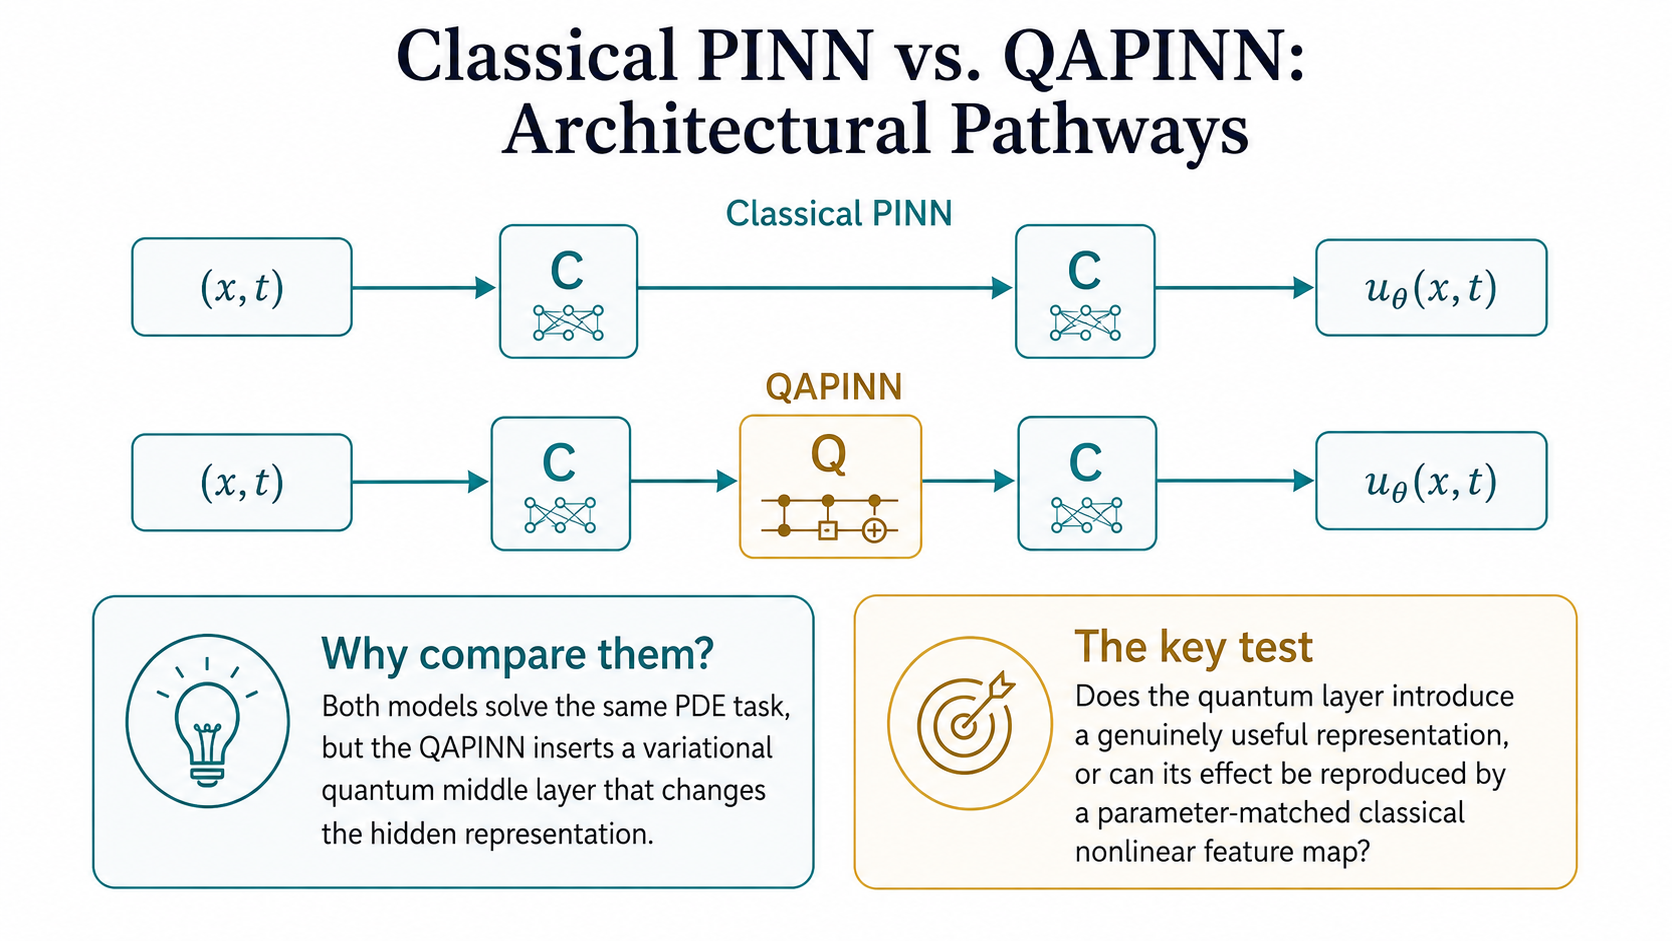 Classical PINN vs. QAPINN:
Architectural Pathways
Classical PINN
(x, t)
C
C
u_θ(x, t)
QAPINN
(x, t)
C
Q
C
u_θ(x, t)
Why compare them?
Both models solve the same PDE task,
but the QAPINN inserts a variational
quantum middle layer that changes
the hidden representation.
The key test
Does the quantum layer introduce
a genuinely useful representation,
or can its effect be reproduced by
a parameter-matched classical
nonlinear feature map?